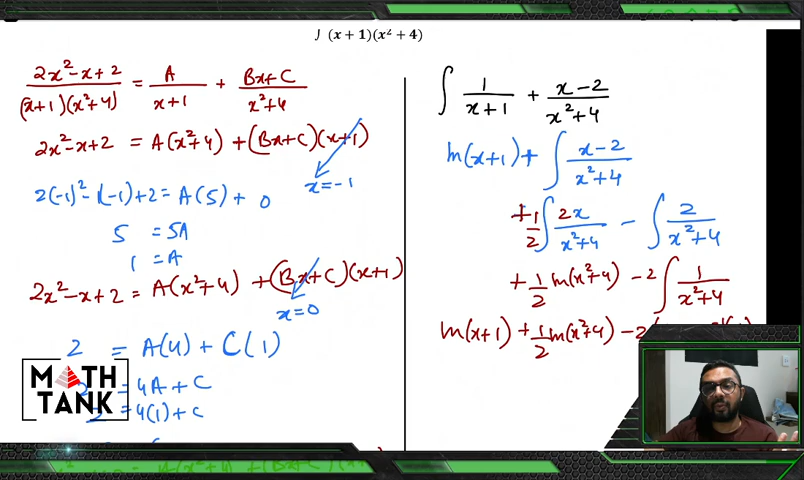 ∫ (x + 1)(x² + 4)
(2x²-x+2)/((x+1)(x²+4)) = A/(x+1) + (Bx+C)/(x²+4)
2x²-x+2 = A(x²+4) + (Bx+C)(x+1)
x=-1
2(-1)²-1(-1)+2 = A(5) + 0
5 = 5A
1 = A
2x²-x+2 = A(x²+4) + (Bx+C)(x+1)
x=0
2 = A(4) + C(1)
= 4A + C
= 4(1) + C
MATH
TANK
∫ 1/(x+1) + (x-2)/(x²+4)
ln(x+1) + ∫ (x-2)/(x²+4)
+1/2 ∫ 2x/(x²+4) - ∫ 2/(x²+4)
+1/2 ln(x²+4) - 2 ∫ 1/(x²+4)
ln(x+1) + 1/2 ln(x²+4) - 2